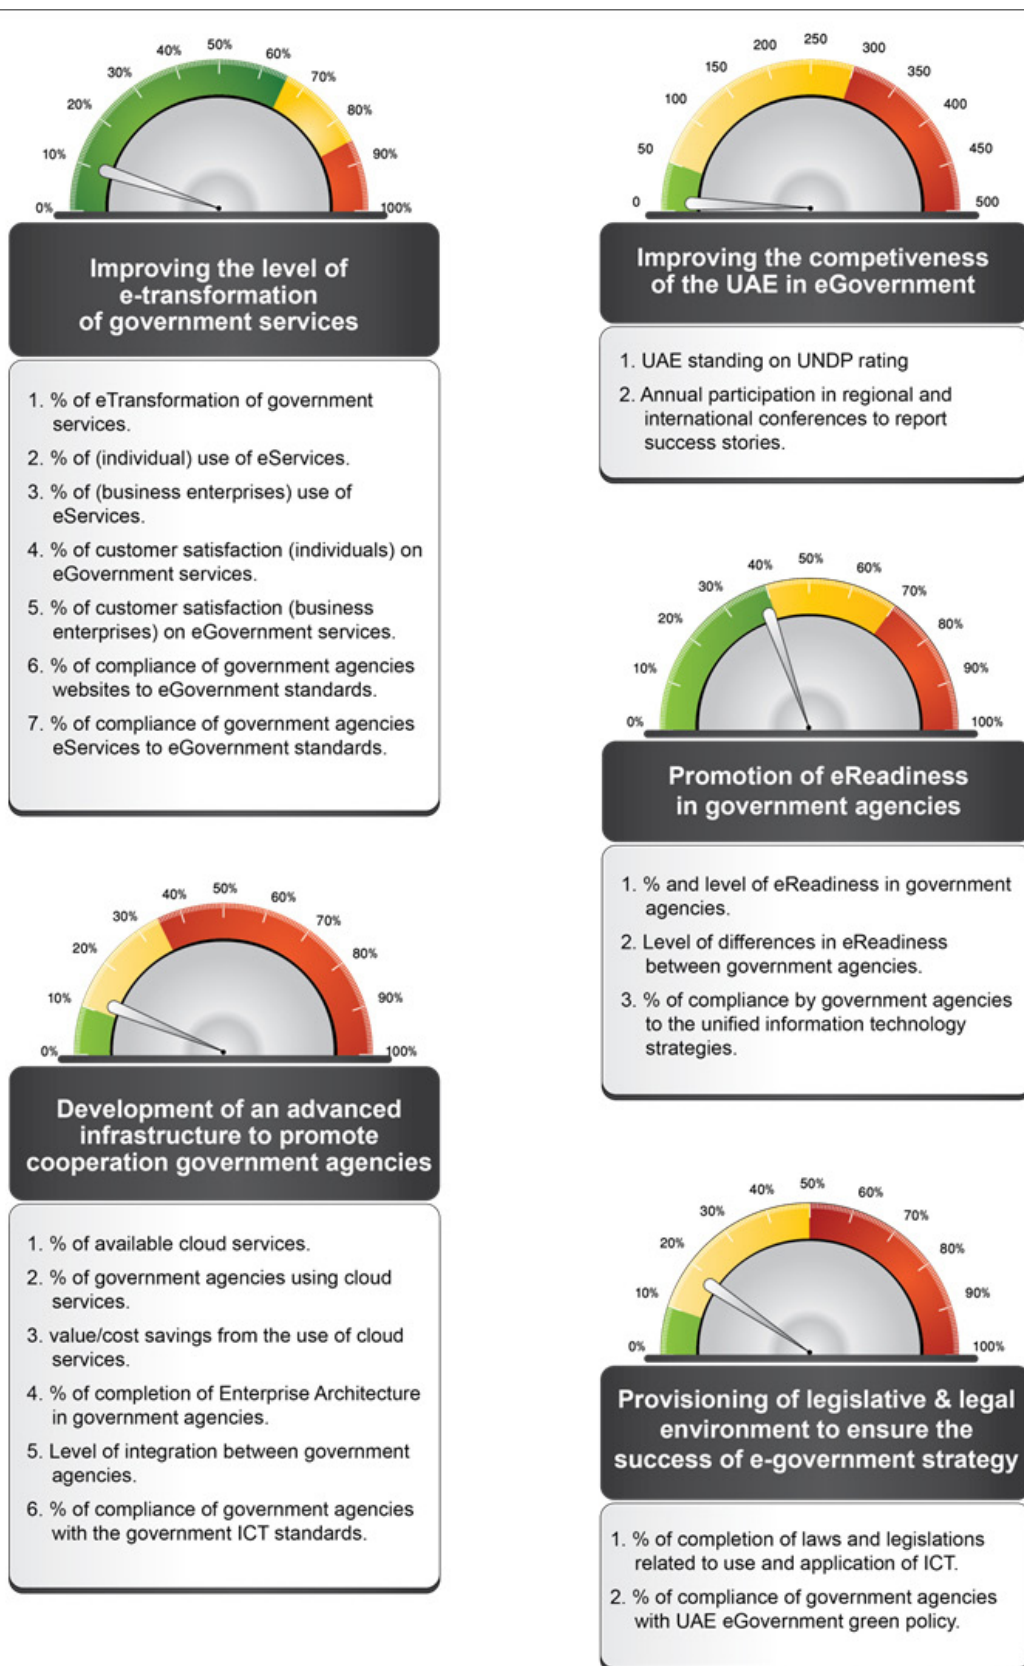 0%
10%
20%
30%
40%
50%
60%
70%
80%
90%
100%
Improving the level of
e-transformation
of government services
1. % of eTransformation of government
services.
2. % of (individual) use of eServices.
3. % of (business enterprises) use of
eServices.
4. % of customer satisfaction (individuals) on
eGovernment services.
5. % of customer satisfaction (business
enterprises) on eGovernment services.
6. % of compliance of government agencies
websites to eGovernment standards.
7. % of compliance of government agencies
eServices to eGovernment standards.
0%
10%
20%
30%
40%
50%
60%
70%
80%
90%
100%
Development of an advanced
infrastructure to promote
cooperation government agencies
1. % of available cloud services.
2. % of government agencies using cloud
services.
3. value/cost savings from the use of cloud
services.
4. % of completion of Enterprise Architecture
in government agencies.
5. Level of integration between government
agencies.
6. % of compliance of government agencies
with the government ICT standards.
0
50
100
150
200
250
300
350
400
450
500
Improving the competiveness
of the UAE in eGovernment
1. UAE standing on UNDP rating
2. Annual participation in regional and
international conferences to report
success stories.
0%
10%
20%
30%
40%
50%
60%
70%
80%
90%
100%
Promotion of eReadiness
in government agencies
1. % and level of eReadiness in government
agencies.
2. Level of differences in eReadiness
between government agencies.
3. % of compliance by government agencies
to the unified information technology
strategies.
0%
10%
20%
30%
40%
50%
60%
70%
80%
90%
100%
Provisioning of legislative & legal
environment to ensure the
success of e-government strategy
1. % of completion of laws and legislations
related to use and application of ICT.
2. % of compliance of government agencies
with UAE eGovernment green policy.